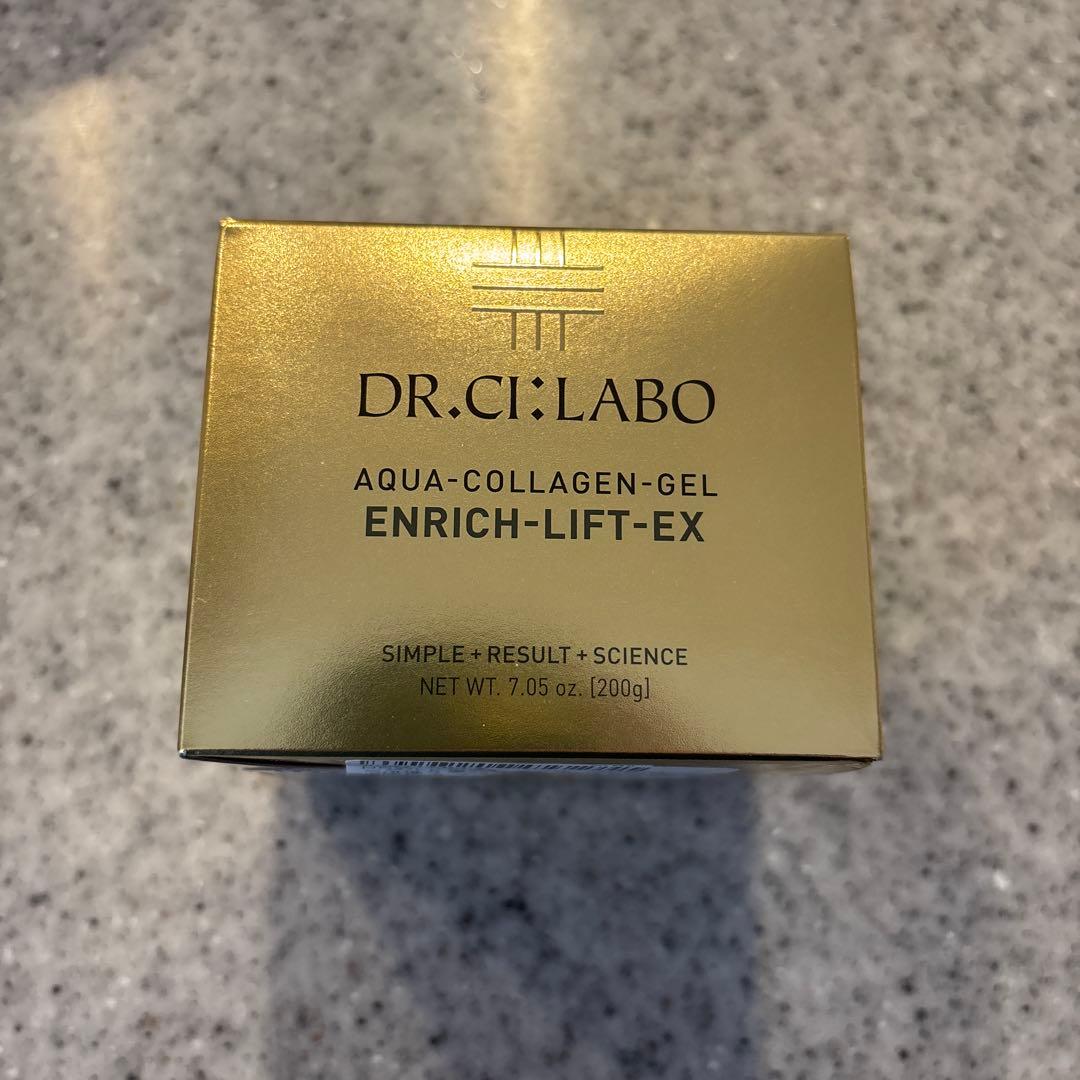 DR.CI:LABO
AQUA-COLLAGEN-GEL
ENRICH-LIFT-EX
SIMPLE + RESULT + SCIENCE
NET WT. 7.05 oz. [200g]